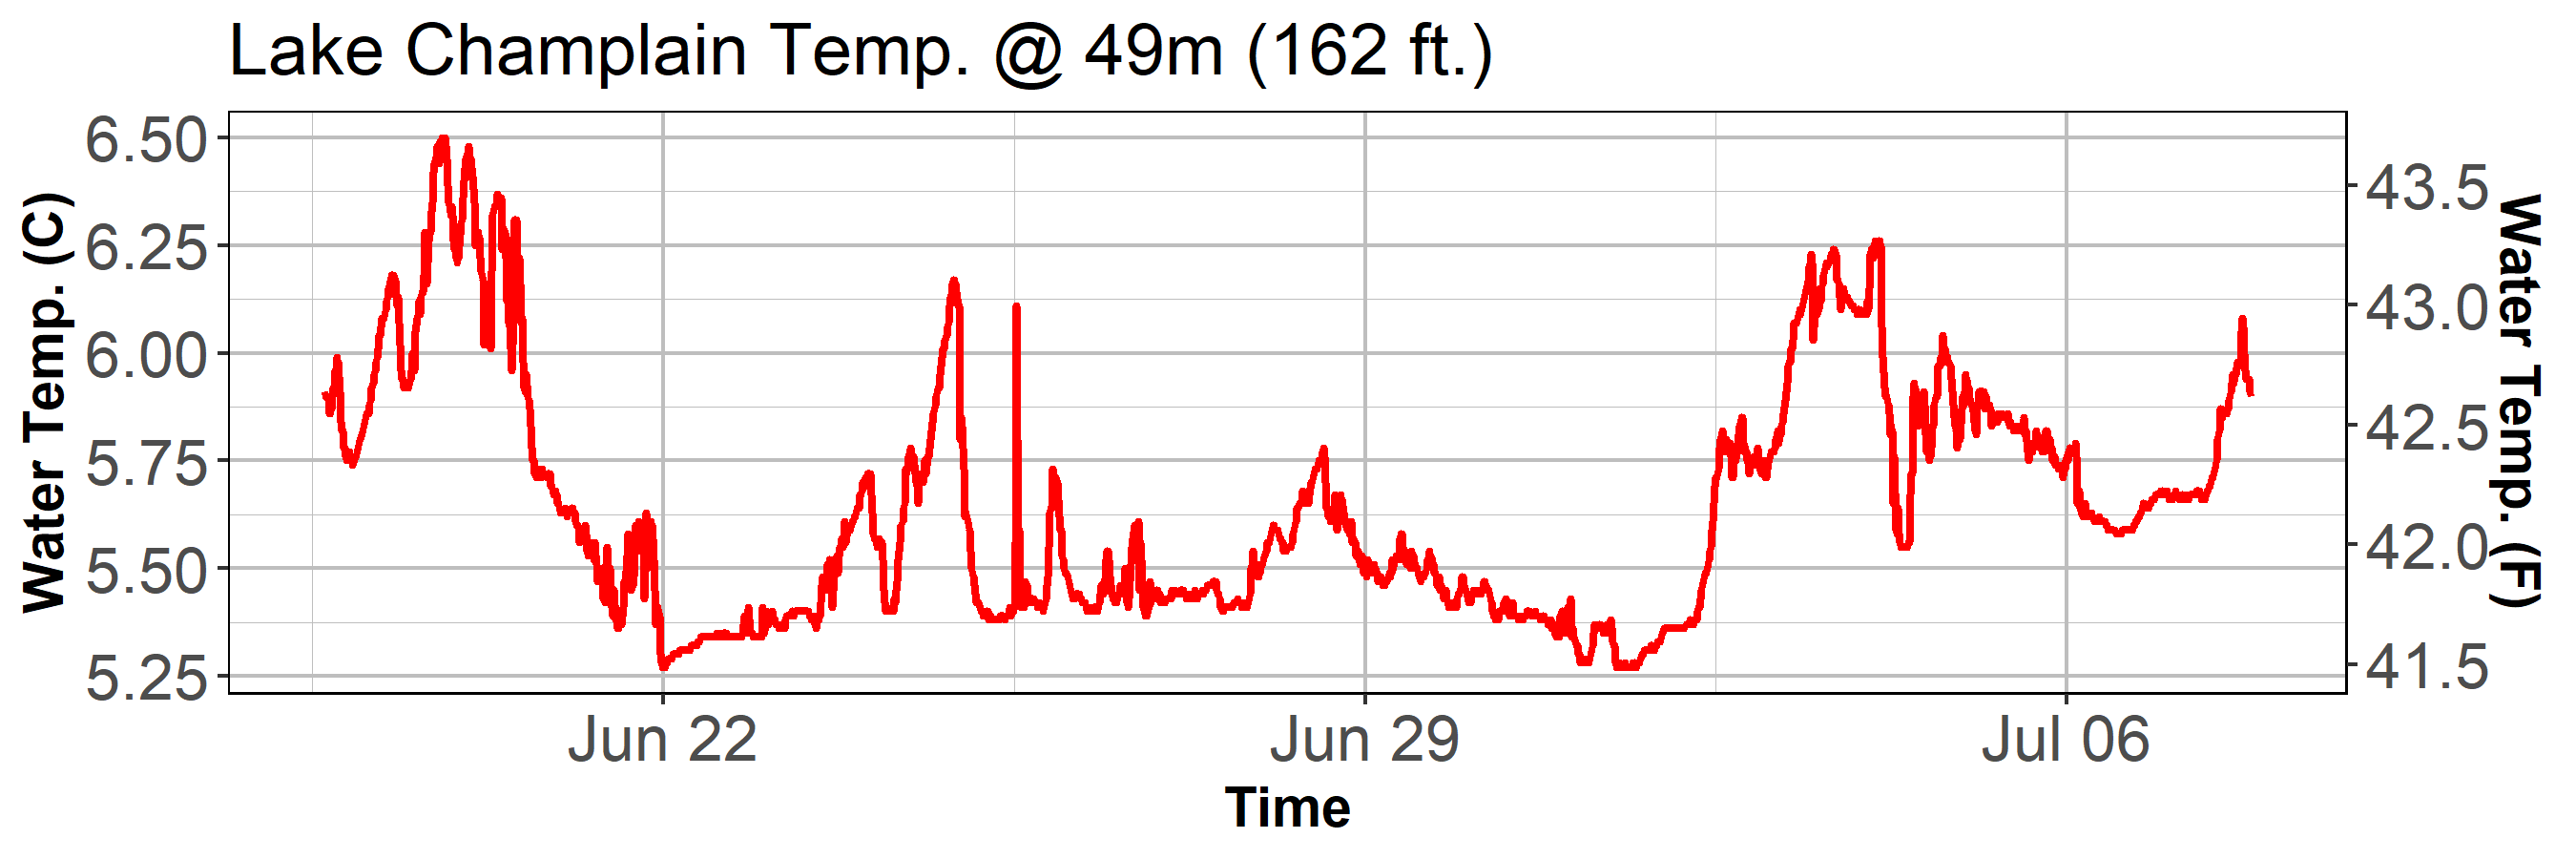 Lake Champlain Temp. @ 49m (162 ft.)
Water Temp. (C)
6.50
6.25
6.00
5.75
5.50
5.25
43.5
43.0
42.5
42.0
41.5
Water Temp. (F)
Jun 22
Jun 29
Jul 06
Time